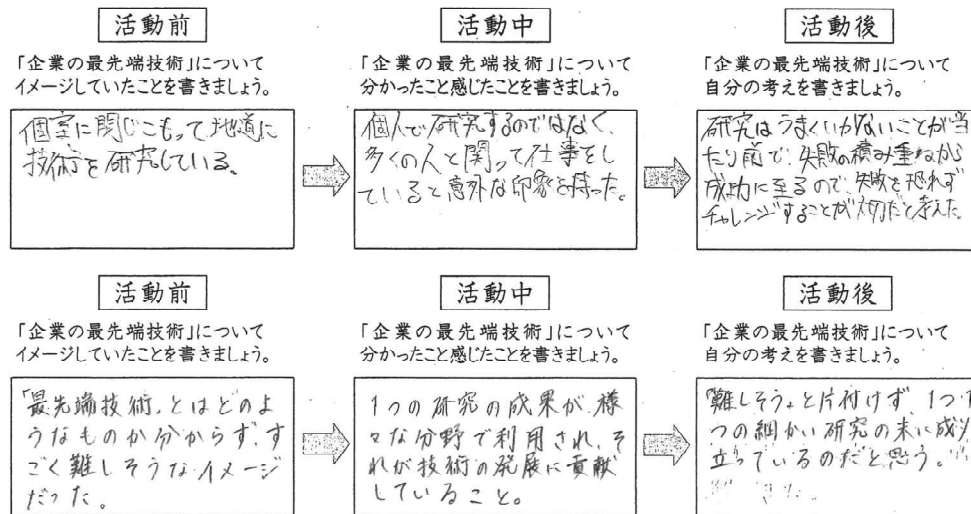 活動前
「企業の最先端技術」について
イメージしていたことを書きましょう。
個室に閉じこもって地道に
技術を研究している。
活動中
「企業の最先端技術」について
分かったこと感じたことを書きましょう。
個人で研究するのではなく、
多くの人と関って仕事をし
ていると意外な印象を持った。
活動後
「企業の最先端技術」について
自分の考えを書きましょう。
研究はうまくいかないことが当
たり前で、失敗の積み重ねから
成功に至るので、失敗を恐れず
チャレンジすることが大切だと考えた。
活動前
「企業の最先端技術」について
イメージしていたことを書きましょう。
「最先端技術」とはどのよ
うなものか分からず、す
ごく難しそうなイメージ
だった。
活動中
「企業の最先端技術」について
分かったこと感じたことを書きましょう。
1つの研究の成果が、様
々な分野で利用され、そ
れが技術の発展に貢献
していること。
活動後
「企業の最先端技術」について
自分の考えを書きましょう。
「難しそう」と片付けず、1つ1
つの細かい研究の末に成り
立っているのだと思う。